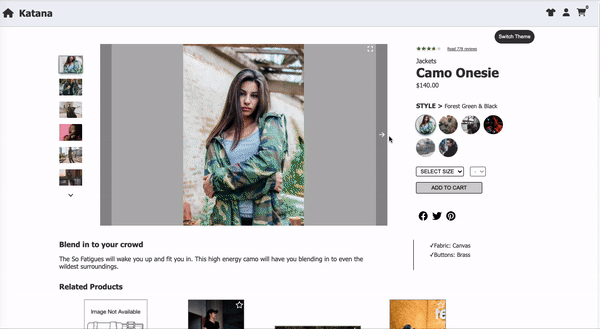 Katana
0
Switch Theme
Read 778 reviews
Jackets
Camo Onesie
$140.00
STYLE > Forest Green & Black
SELECT SIZE
-
ADD TO CART
Blend in to your crowd
The So Fatigues will wake you up and fit you in. This high energy camo will have you blending in to even the
wildest surroundings.
✓Fabric: Canvas
✓Buttons: Brass
Related Products
Image Not Available